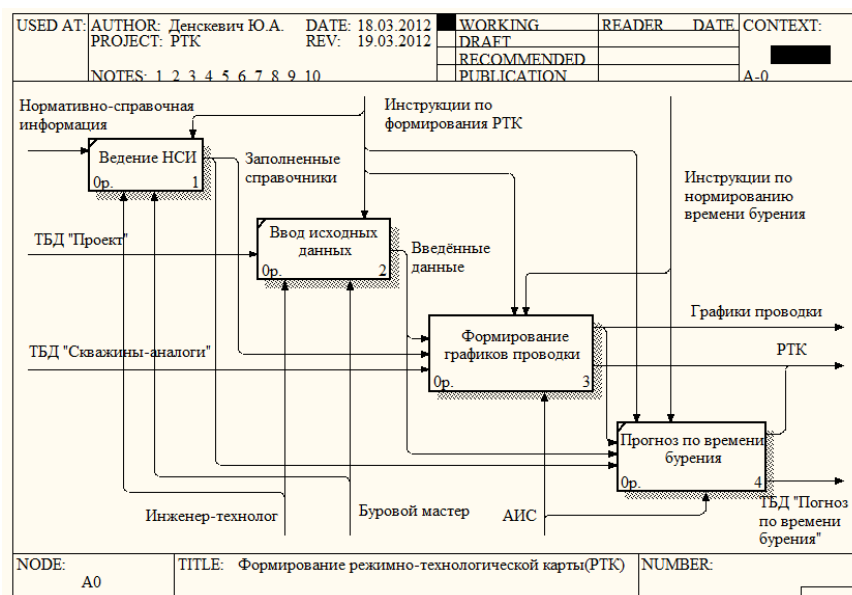 USED AT:
AUTHOR: Денскевич Ю.А.
DATE: 18.03.2012
WORKING
READER
DATE
CONTEXT:
PROJECT: РТК
REV: 19.03.2012
DRAFT
RECOMMENDED
NOTES: 1 2 3 4 5 6 7 8 9 10
PUBLICATION
A-0
Нормативно-справочная
информация
Инструкции по
формирования РТК
Ведение НСИ
0р.
1
Заполненные
справочники
Инструкции по
нормированию
времени бурения
ТБД "Проект"
Ввод исходных
данных
0р.
2
Введённые
данные
Графики проводки
ТБД "Скважины-аналоги"
Формирование
графиков проводки
0р.
3
РТК
Прогноз по времени
бурения
0р.
4
Инженер-технолог
Буровой мастер
АИС
ТБД "Погноз
по времени
бурения"
NODE:
A0
TITLE: Формирование режимно-технологической карты(РТК)
NUMBER: